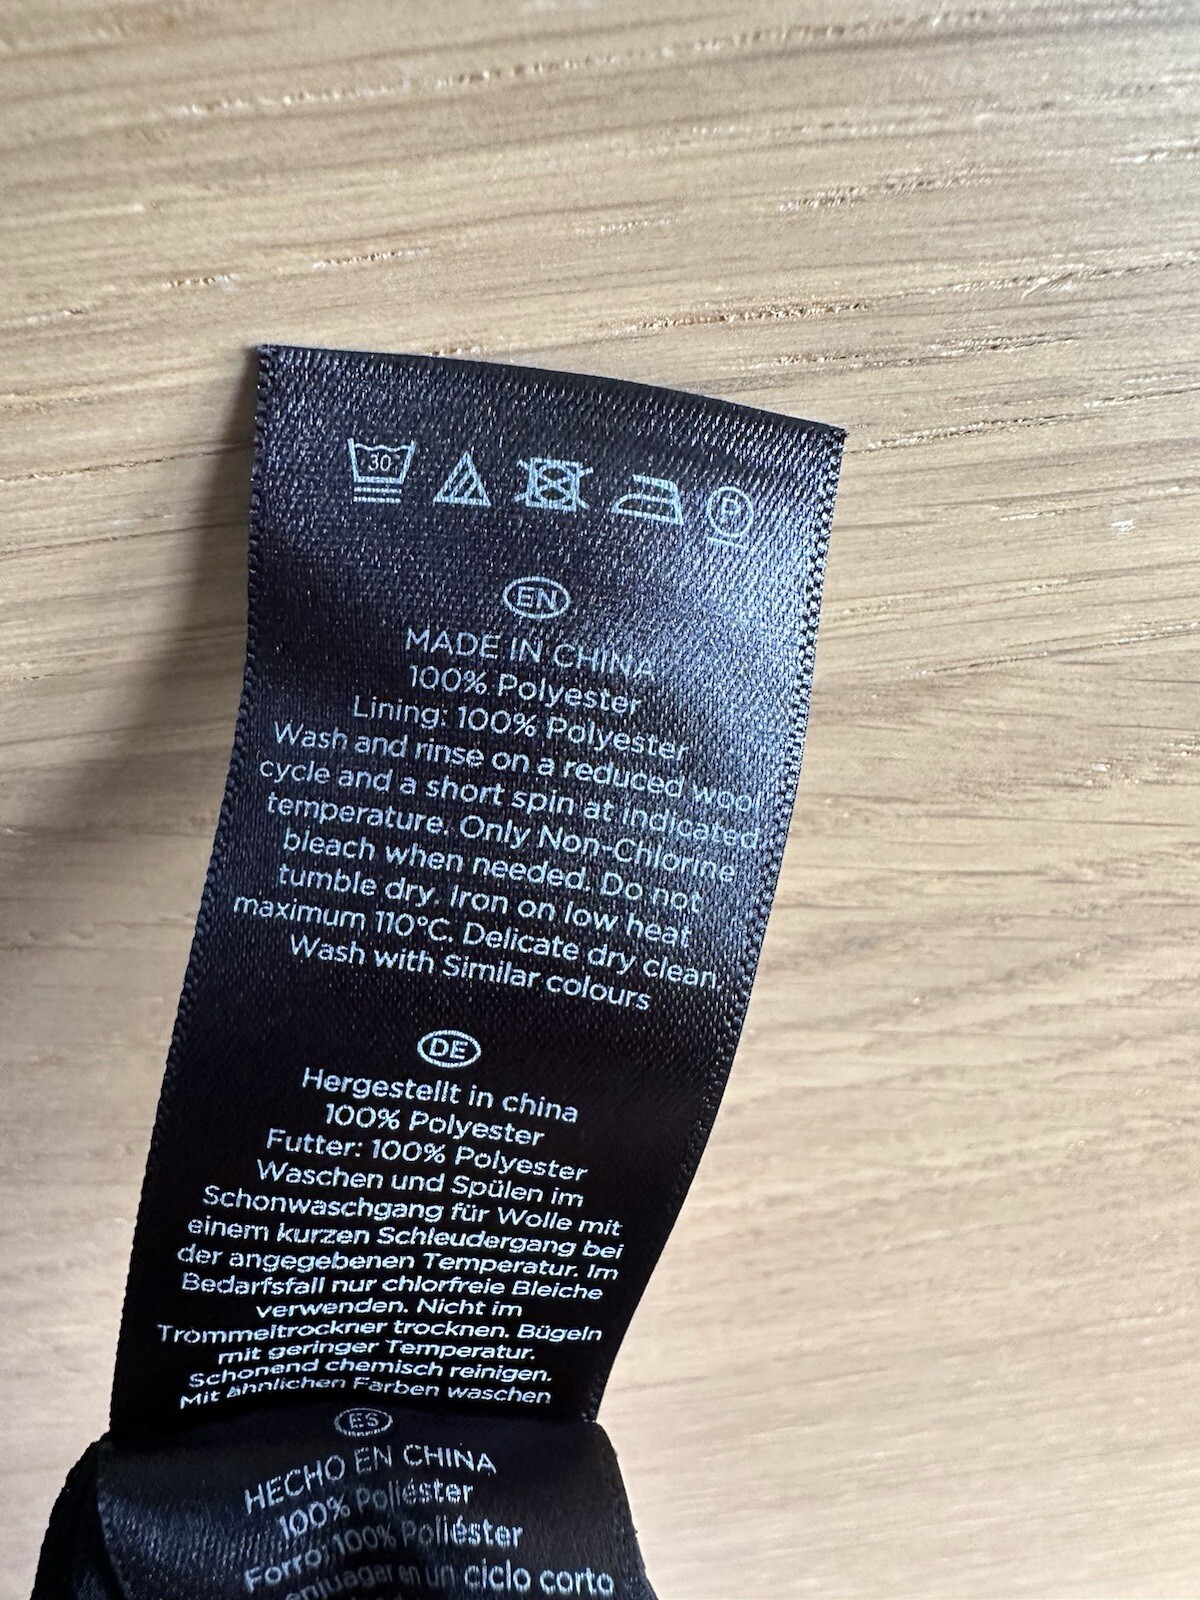 30
P
EN
MADE IN CHINA
100% Polyester
Lining: 100% Polyester
Wash and rinse on a reduced wool
cycle and a short spin at indicated
temperature. Only Non-Chlorine
bleach when needed. Do not
tumble dry. Iron on low heat
maximum 110°C. Delicate dry clean.
Wash with Similar colours
DE
Hergestellt in china
100% Polyester
Futter: 100% Polyester
Waschen und Spülen im
Schonwaschgang für Wolle mit
einem kurzen Schleudergang bei
der angegebenen Temperatur. Im
Bedarfsfall nur chlorfreie Bleiche
verwenden. Nicht im
Trommeltrockner trocknen. Bügeln
mit geringer Temperatur.
Schonend chemisch reinigen.
Mit ähnlichen Farben waschen
ES
HECHO EN CHINA
100% Poliéster
Forro: 100% Poliéster
enjuagar en un ciclo corto